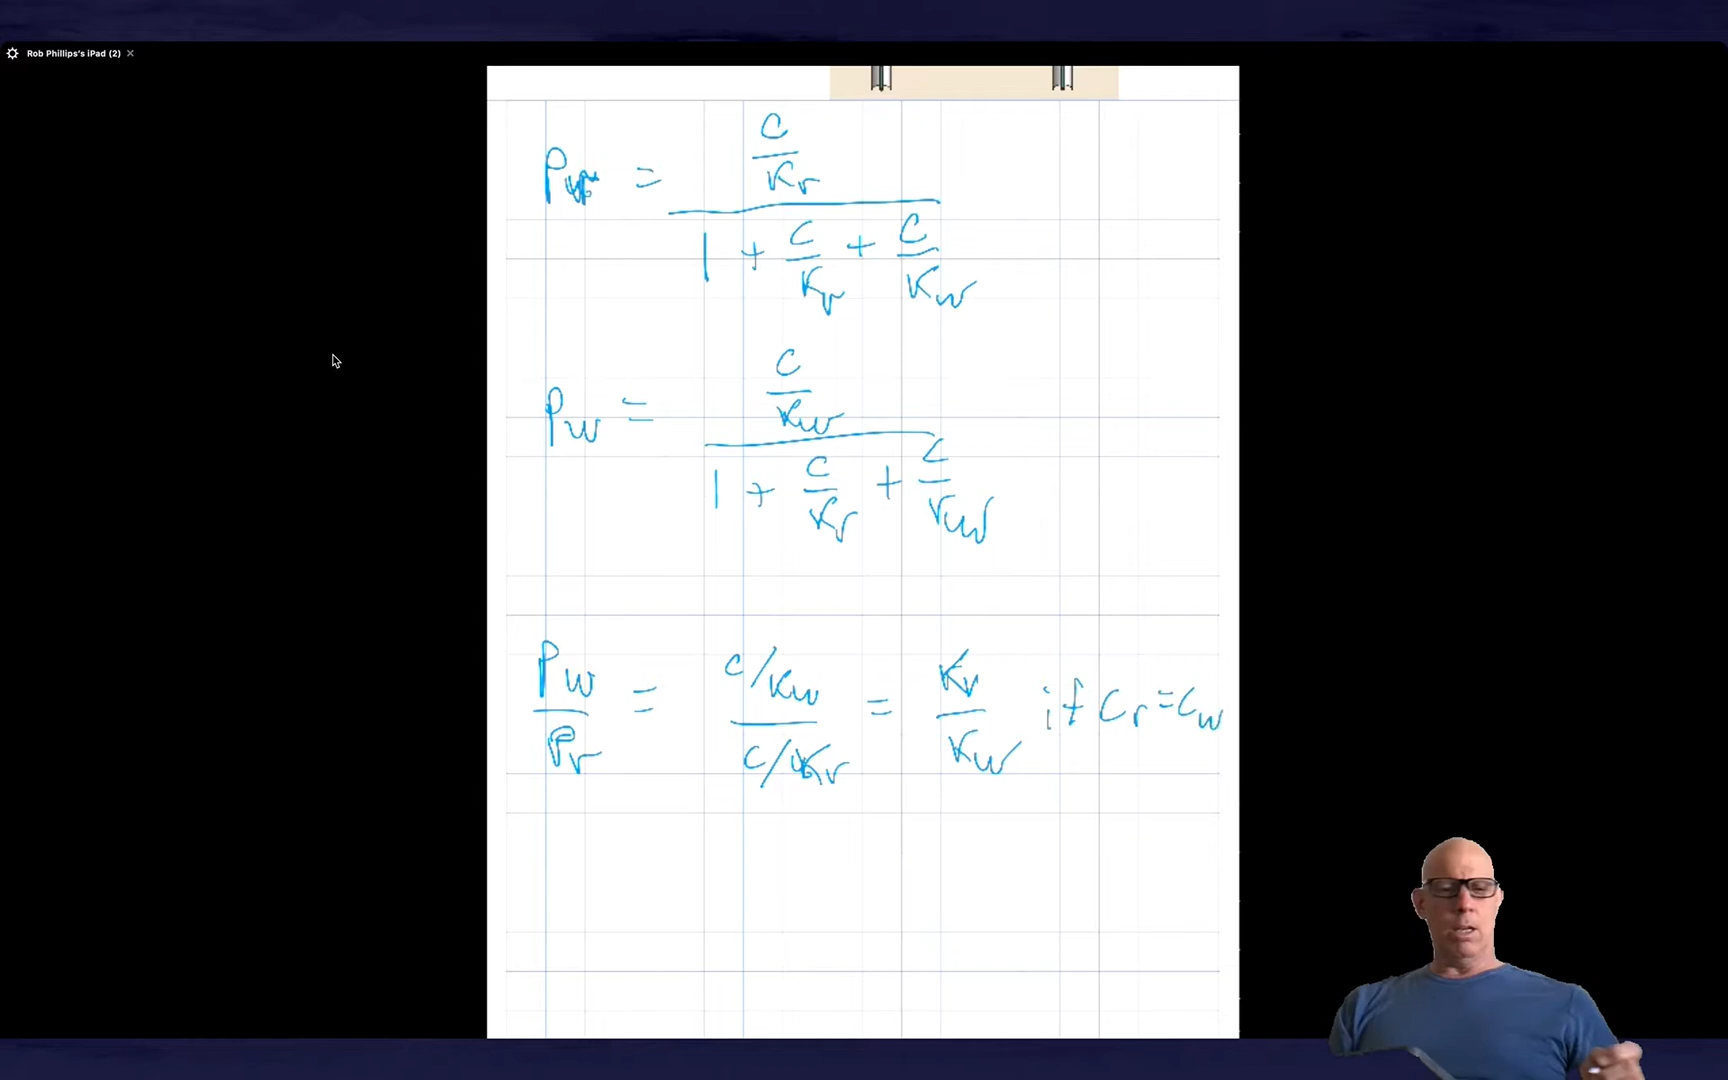 Rob Phillips's iPad (2) ×
P_r = (C/K_r) / (1 + C/K_r + C/K_w)
P_w = (C/K_w) / (1 + C/K_r + C/K_w)
P_w/P_r = (C/K_w) / (C/K_r) = K_r/K_w if C_r = C_w